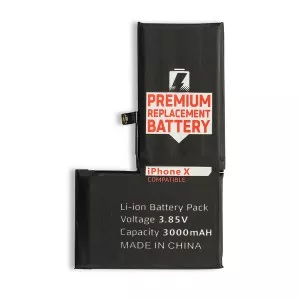 PREMIUM
REPLACEMENT
BATTERY
iPhone X
COMPATIBLE
Li-ion Battery Pack
Voltage 3.85V
Capacity 3000mAH
MADE IN CHINA